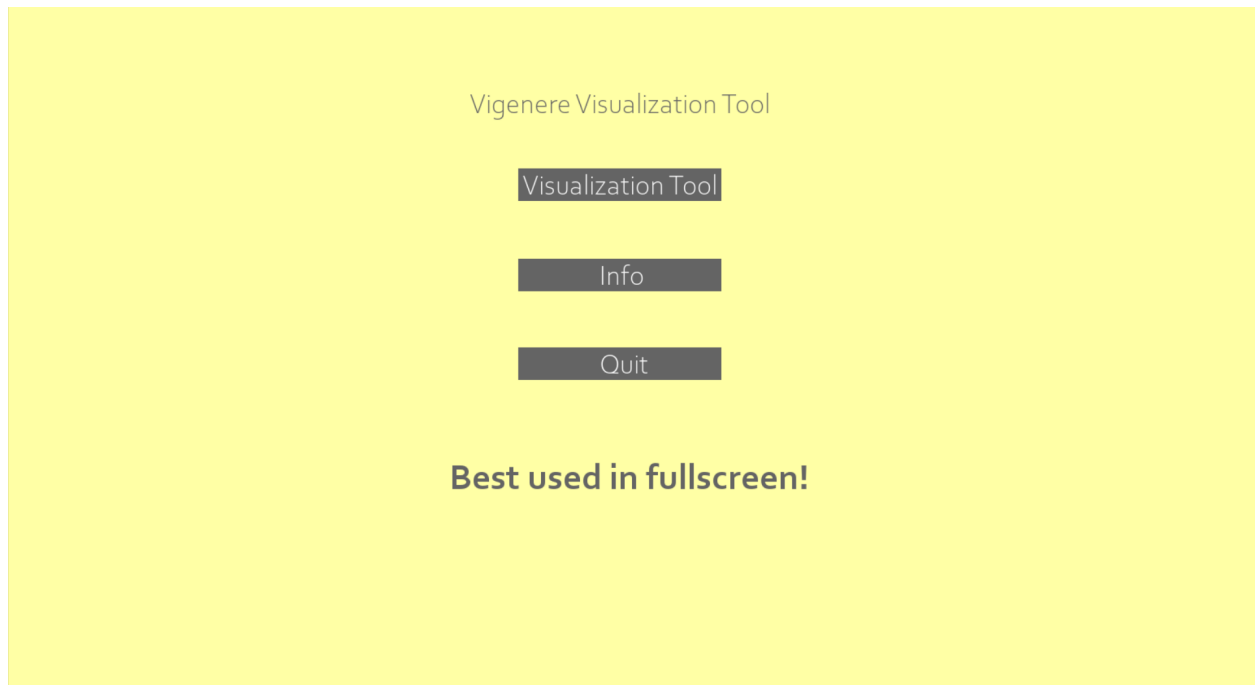 Vigenere Visualization Tool
Visualization Tool
Info
Quit
Best used in fullscreen!